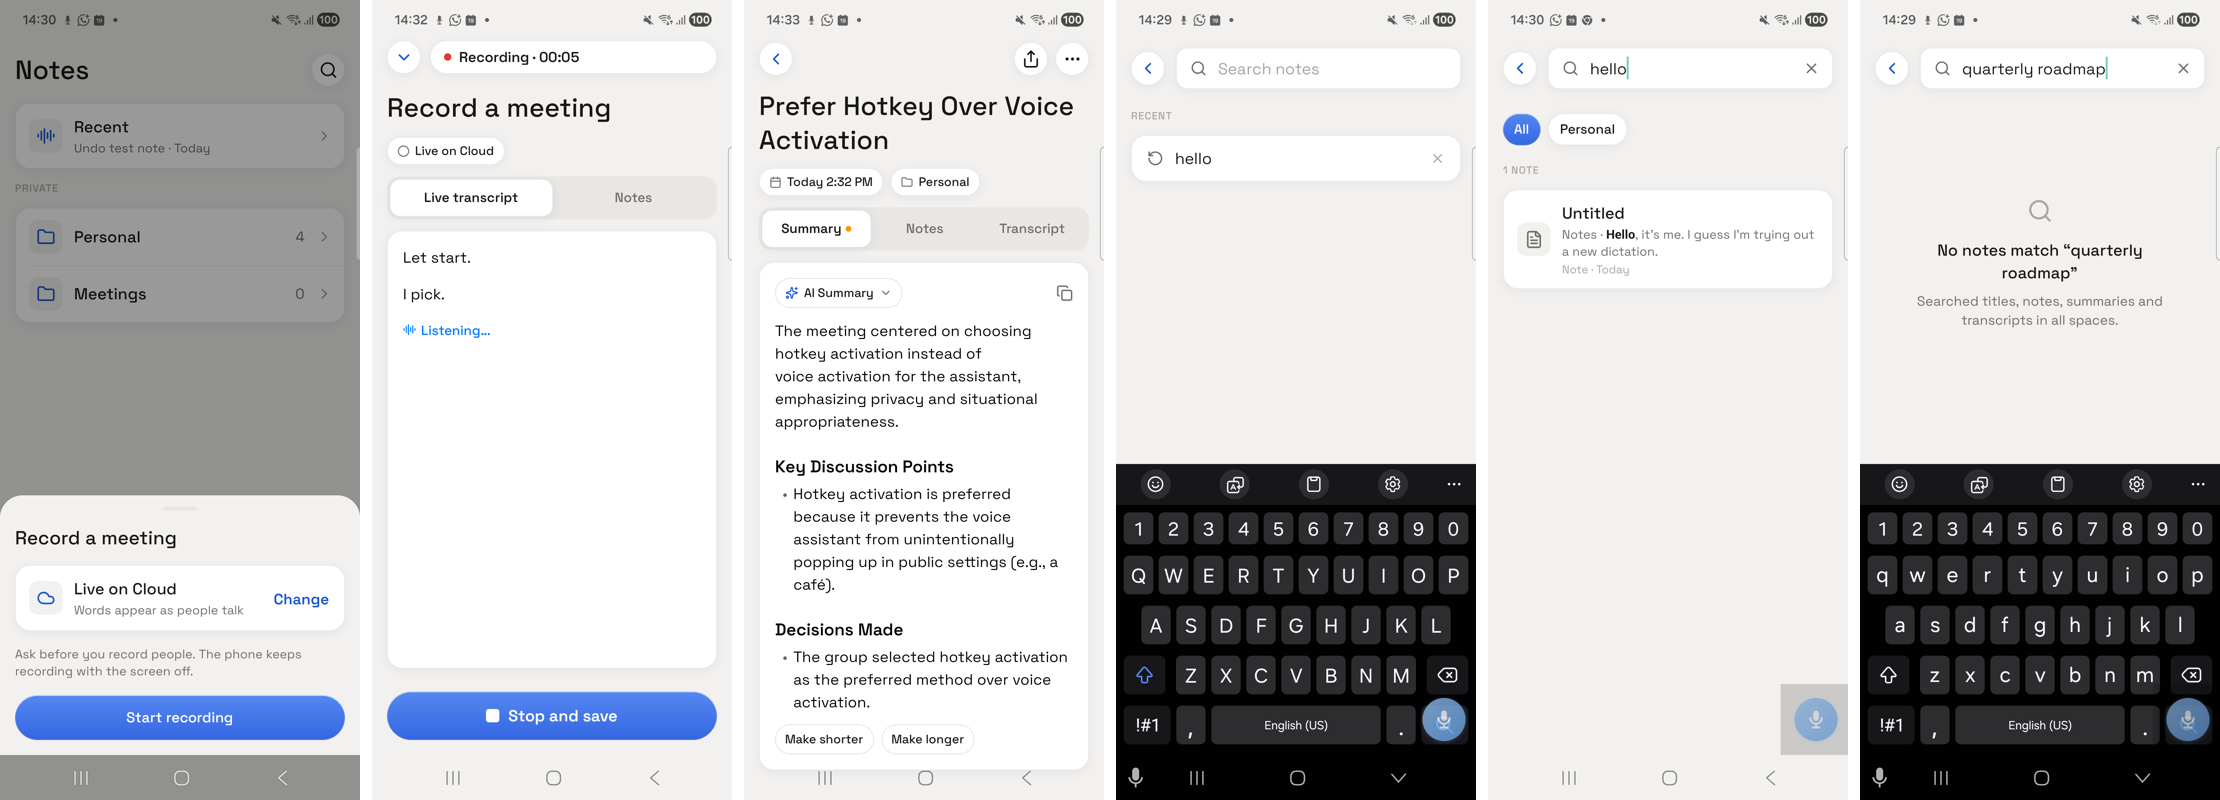 14:30
100
Notes
Recent
Undo test note · Today
PRIVATE
Personal
4
Meetings
0
Record a meeting
Live on Cloud
Words appear as people talk
Change
Ask before you record people. The phone keeps
recording with the screen off.
Start recording
14:32
100
Recording · 00:05
Record a meeting
Live on Cloud
Live transcript
Notes
Let start.
I pick.
Listening...
Stop and save
14:33
100
Prefer Hotkey Over Voice
Activation
Today 2:32 PM
Personal
Summary
Notes
Transcript
AI Summary
The meeting centered on choosing
hotkey activation instead of
voice activation for the assistant,
emphasizing privacy and situational
appropriateness.
Key Discussion Points
• Hotkey activation is preferred
because it prevents the voice
assistant from unintentionally
popping up in public settings (e.g., a
café).
Decisions Made
• The group selected hotkey activation
as the preferred method over voice
activation.
Make shorter
Make longer
14:29
100
Search notes
RECENT
hello
1 2 3 4 5 6 7 8 9 0
Q W E R T Y U I O P
A S D F G H J K L
Z X C V B N M
!#1 , English (US) .
14:30
100
hello
All
Personal
1 NOTE
Untitled
Notes · Hello, it's me. I guess I'm trying out
a new dictation.
Note · Today
14:29
100
quarterly roadmap
No notes match “quarterly
roadmap”
Searched titles, notes, summaries and
transcripts in all spaces.
1 2 3 4 5 6 7 8 9 0
q w e r t y u i o p
a s d f g h j k l
z x c v b n m
!#1 , English (US) .